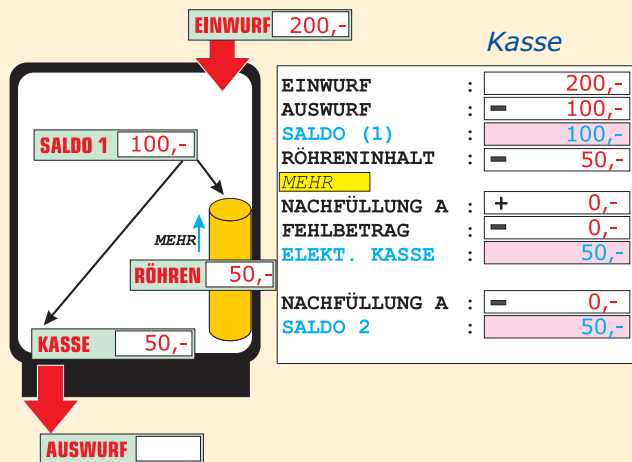 EINWURF 200,-
Kasse
EINWURF : 200,-
AUSWURF : - 100,-
SALDO (1) : 100,-
RÖHRENINHALT : - 50,-
MEHR
NACHFÜLLUNG A : + 0,-
FEHLBETRAG : - 0,-
ELEKT. KASSE : 50,-
NACHFÜLLUNG A : - 0,-
SALDO 2 : 50,-
SALDO 1 100,-
MEHR
RÖHREN 50,-
KASSE 50,-
AUSWURF